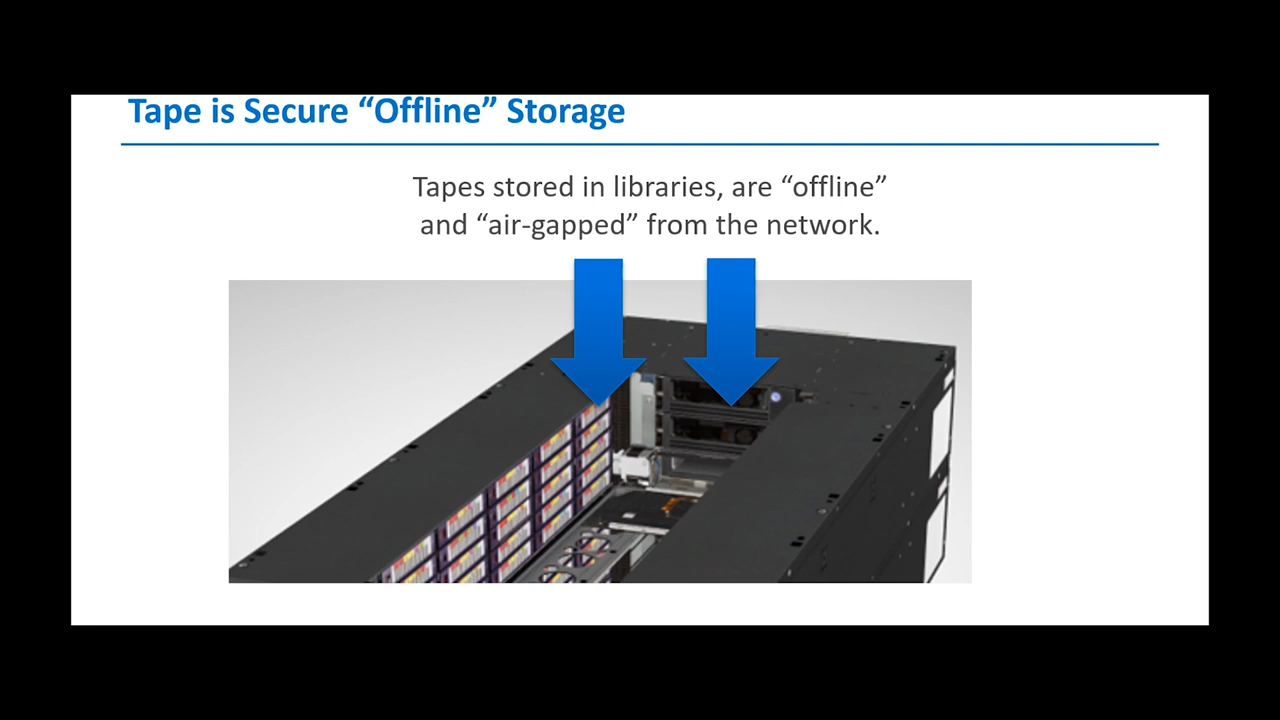 Tape is Secure “Offline” Storage
Tapes stored in libraries, are “offline”
and “air-gapped” from the network.